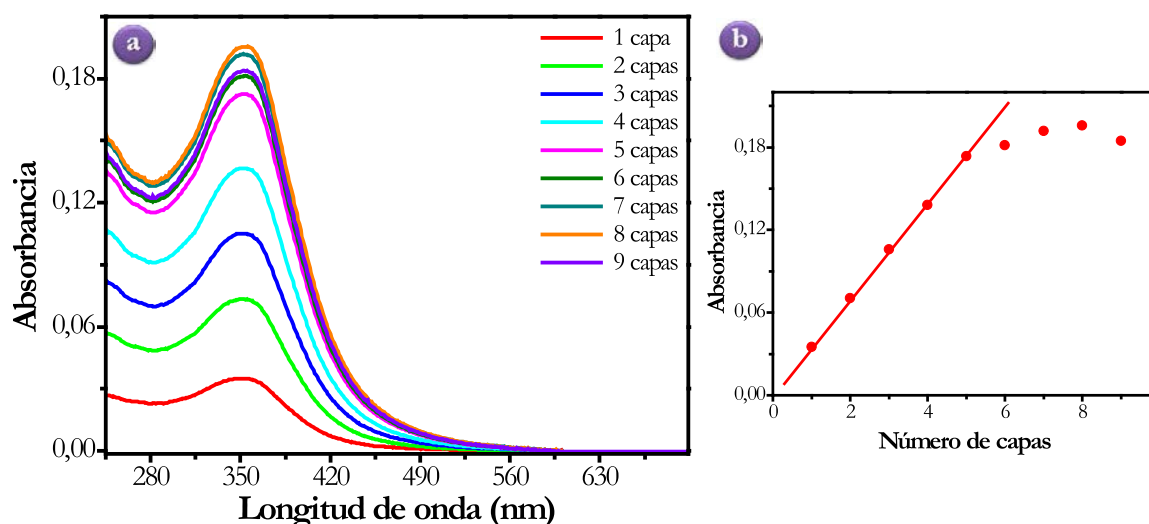 a
Absorbancia
0,18
0,12
0,06
0,00
280 350 420 490 560 630
Longitud de onda (nm)
1 capa
2 capas
3 capas
4 capas
5 capas
6 capas
7 capas
8 capas
9 capas
b
Absorbancia
0,18
0,12
0,06
0,00
0 2 4 6 8
Número de capas